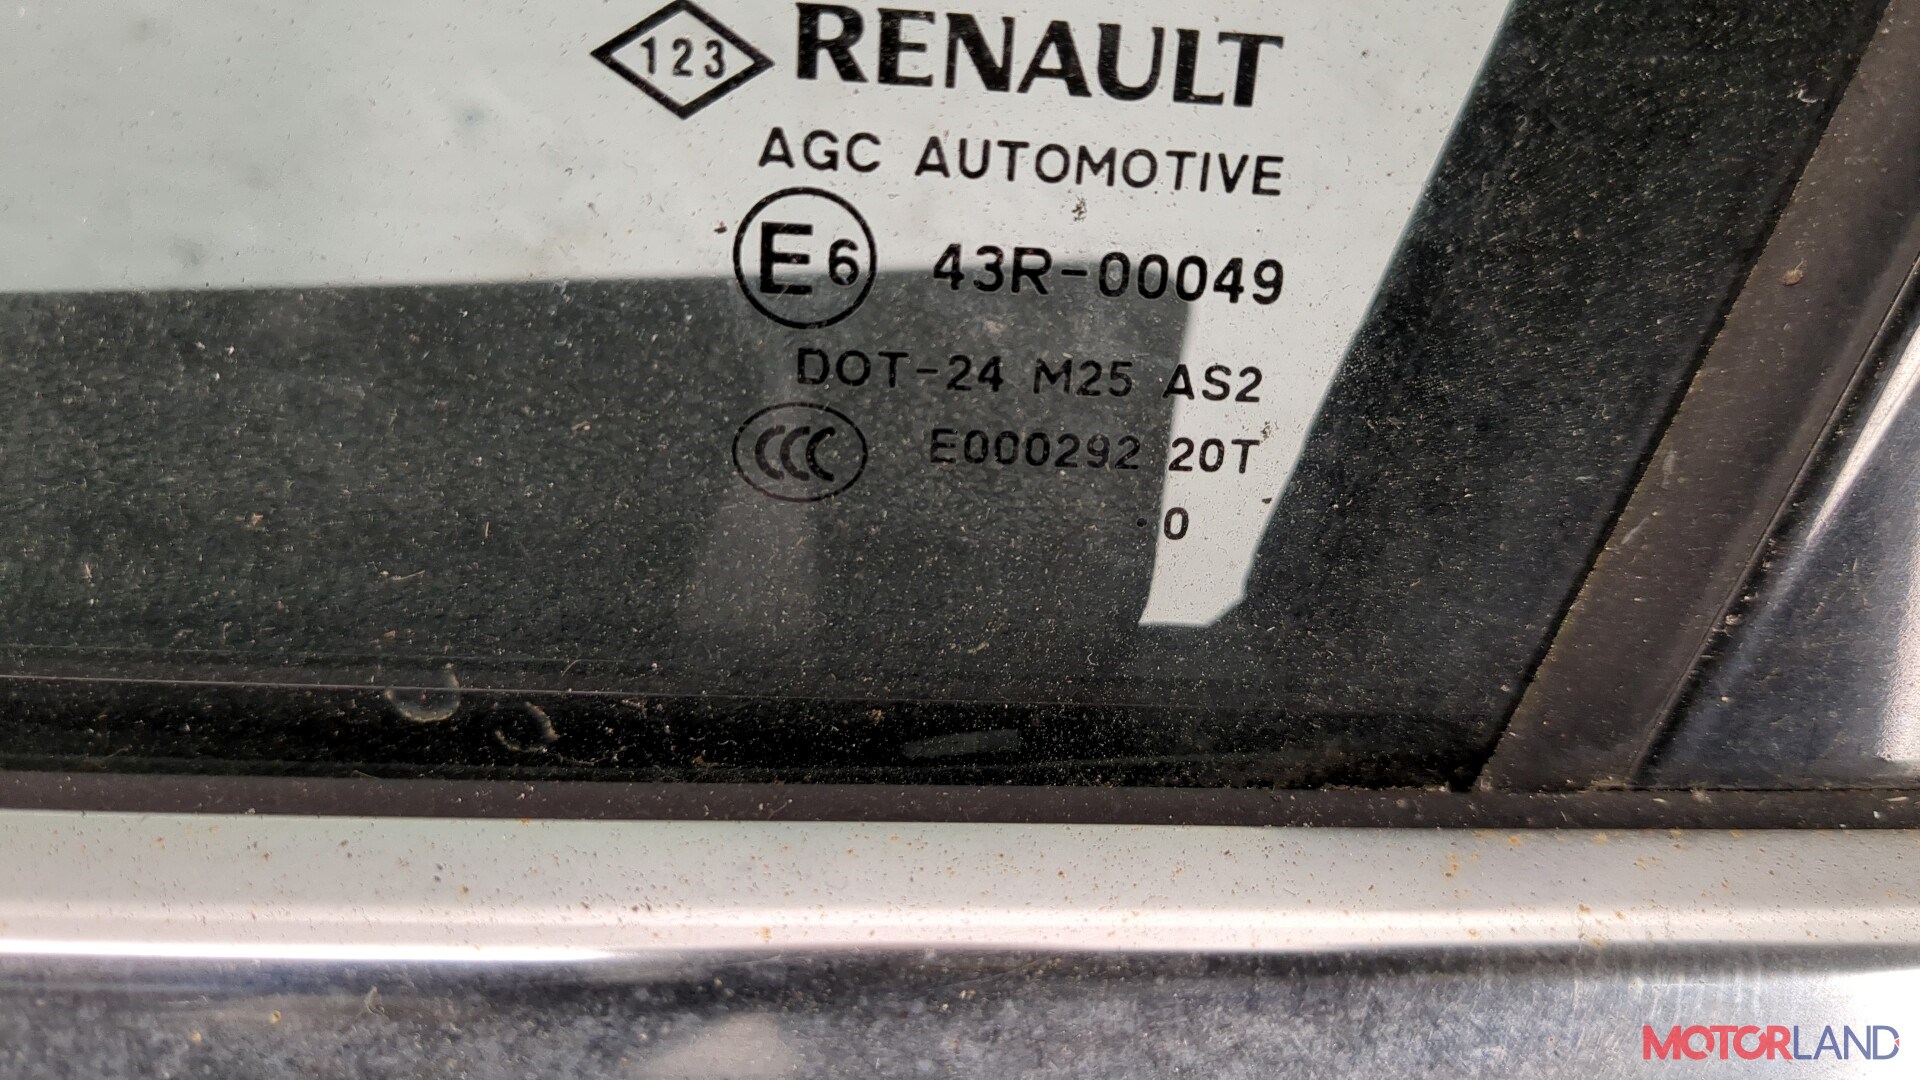 123 RENAULT
AGC AUTOMOTIVE
E6 43R-00049
DOT-24 M25 AS2
CCC E000292 20T
· 0
MOTORLAND